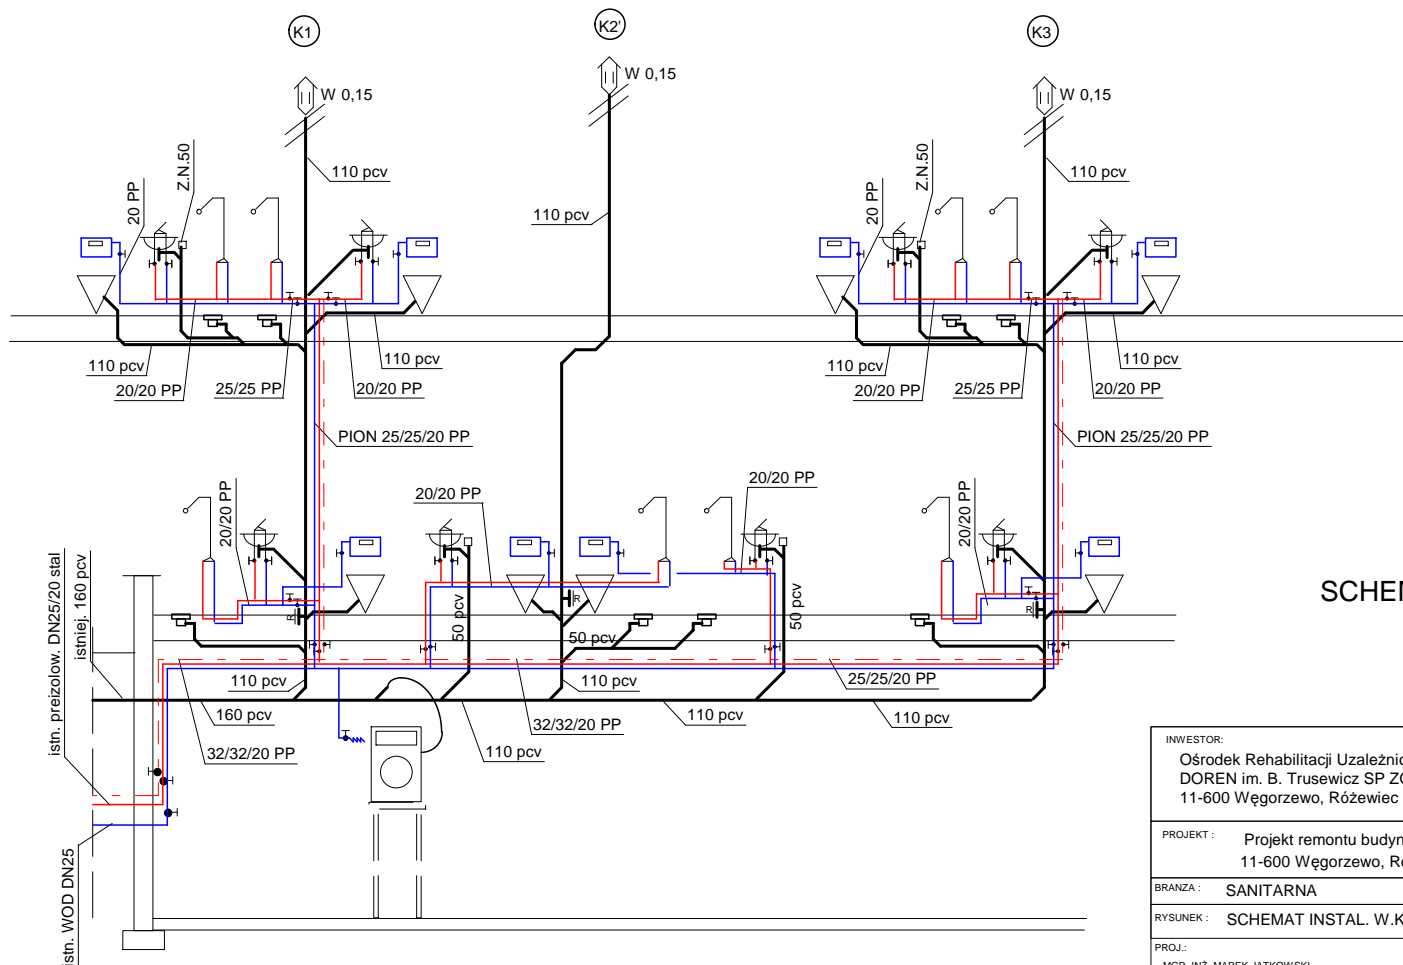 K1
K2'
K3
W 0,15
W 0,15
W 0,15
110 pcv
110 pcv
110 pcv
20 PP
Z.N.50
20 PP
Z.N.50
110 pcv
110 pcv
110 pcv
110 pcv
20/20 PP
25/25 PP
20/20 PP
20/20 PP
25/25 PP
20/20 PP
PION 25/25/20 PP
PION 25/25/20 PP
20/20 PP
20/20 PP
20/20 PP
20/20 PP
istn. preizolow. DN25/20 stal
istniej. 160 pcv
R
R
R
50 pcv
50 pcv
50 pcv
SCHEM
110 pcv
110 pcv
25/25/20 PP
160 pcv
110 pcv
110 pcv
32/32/20 PP
32/32/20 PP
110 pcv
istn. WOD DN25
INWESTOR:
Ośrodek Rehabilitacji Uzależnio
DOREN im. B. Trusewicz SP ZO
11-600 Węgorzewo, Różewiec
PROJEKT :
Projekt remontu budyn
11-600 Węgorzewo, Ró
BRANZA : SANITARNA
RYSUNEK : SCHEMAT INSTAL. W.K
PROJ.:
MGR INŻ. MAREK JATKOWSKI